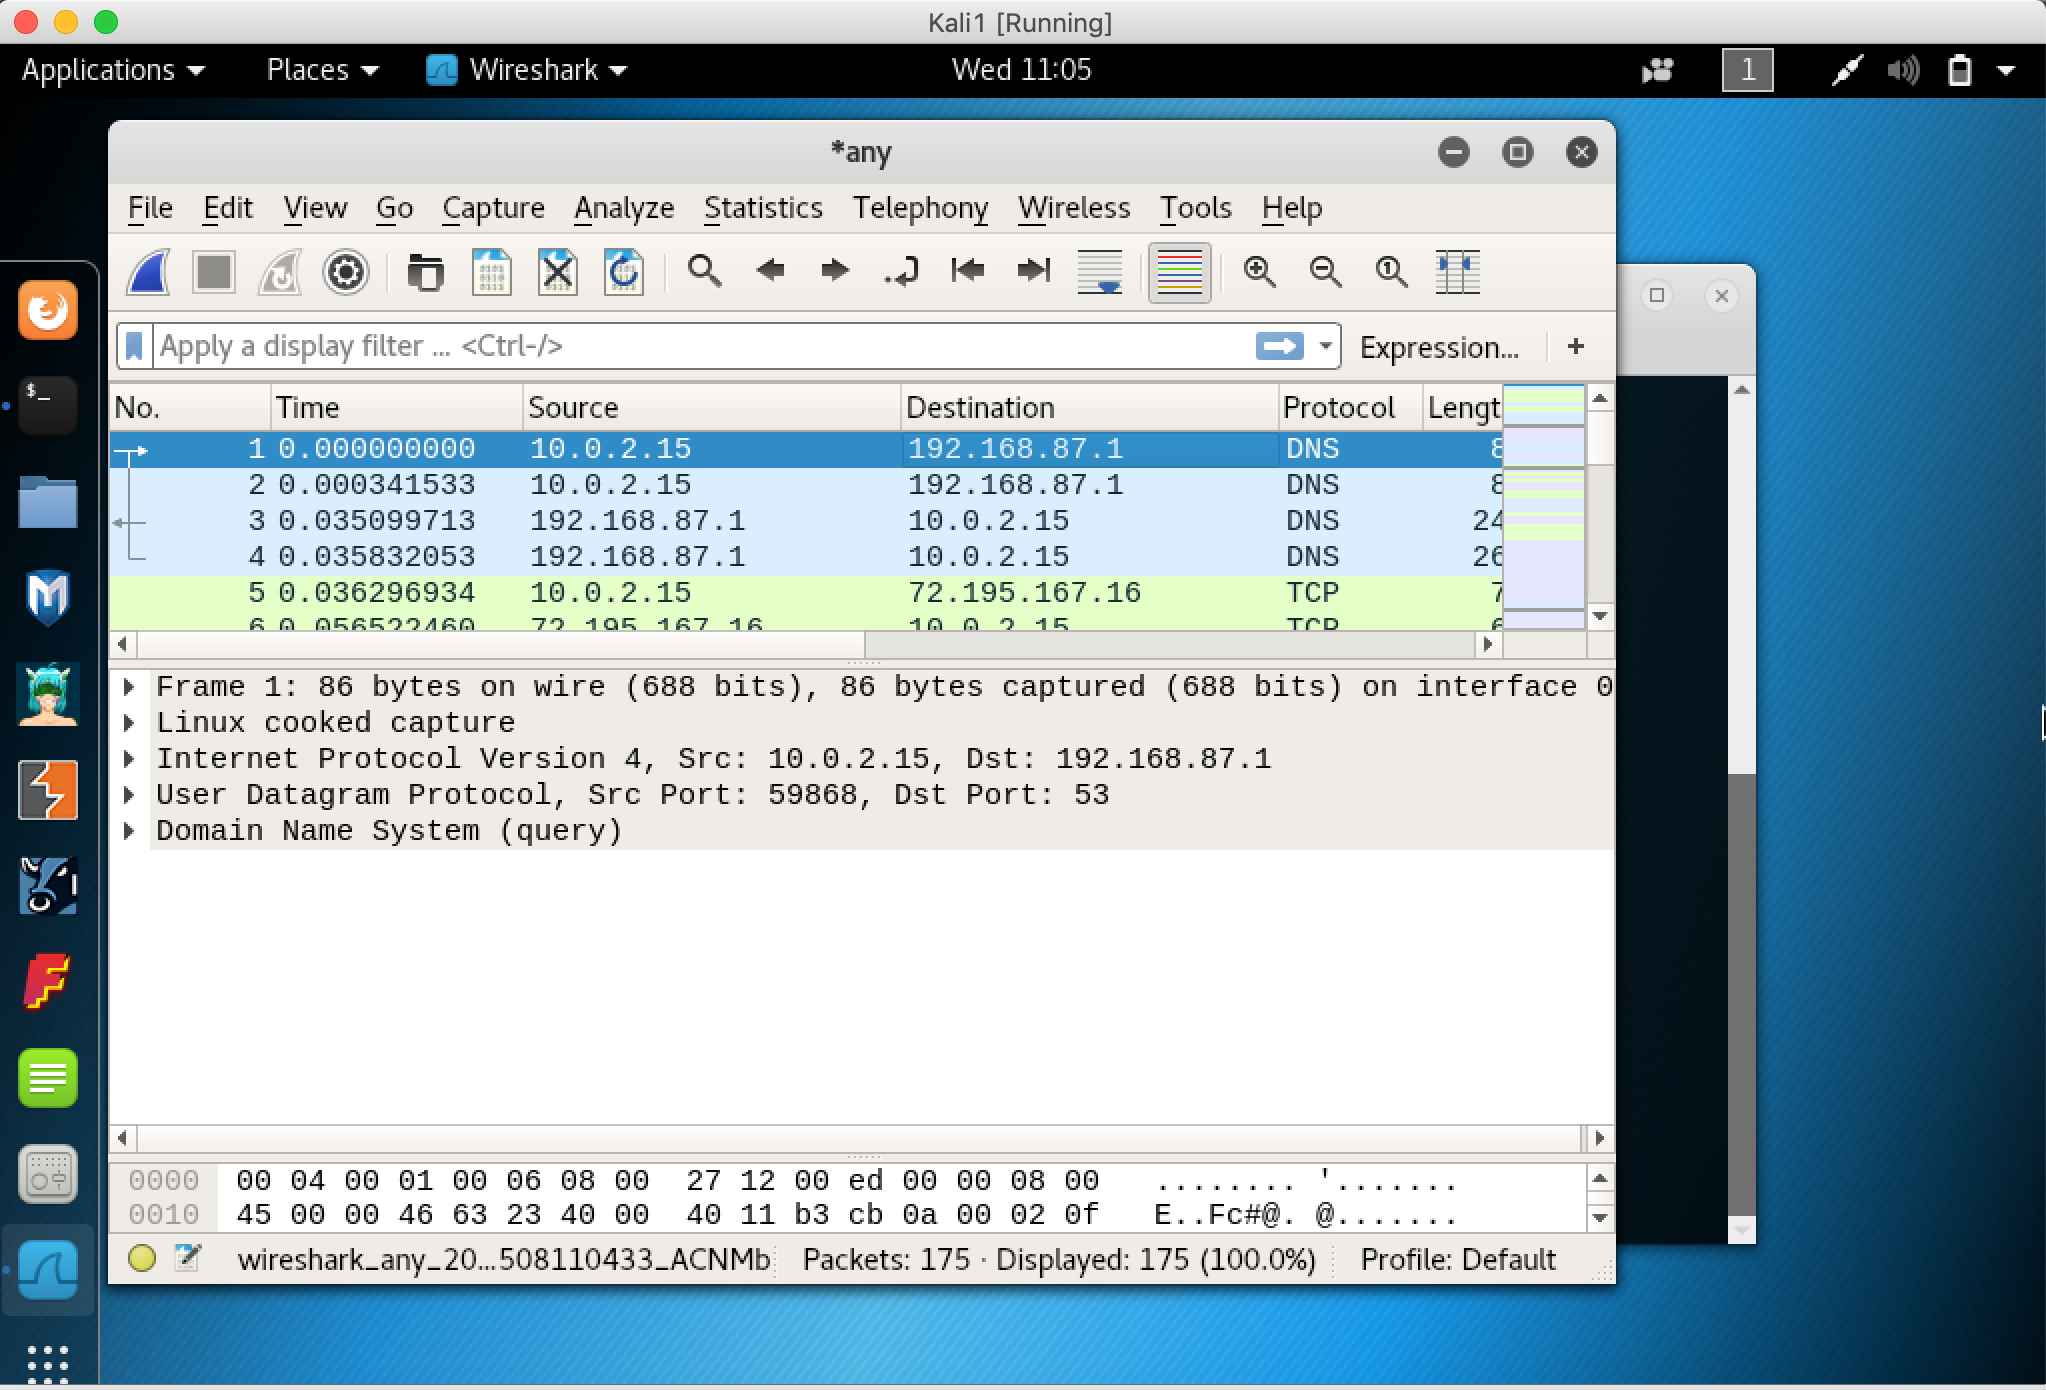 Kali1 [Running]
Applications Places Wireshark Wed 11:05 1
*any
File Edit View Go Capture Analyze Statistics Telephony Wireless Tools Help
Apply a display filter ... <Ctrl-/> Expression... +
No. Time Source Destination Protocol Lengt
1 0.000000000 10.0.2.15 192.168.87.1 DNS 8
2 0.000341533 10.0.2.15 192.168.87.1 DNS 8
3 0.035099713 192.168.87.1 10.0.2.15 DNS 24
4 0.035832053 192.168.87.1 10.0.2.15 DNS 26
5 0.036296934 10.0.2.15 72.195.167.16 TCP 7
6 0.056522460 72.195.167.16 10.0.2.15 TCP 6
Frame 1: 86 bytes on wire (688 bits), 86 bytes captured (688 bits) on interface 0
Linux cooked capture
Internet Protocol Version 4, Src: 10.0.2.15, Dst: 192.168.87.1
User Datagram Protocol, Src Port: 59868, Dst Port: 53
Domain Name System (query)
0000 00 04 00 01 00 06 08 00 27 12 00 ed 00 00 08 00 ........ '.......
0010 45 00 00 46 63 23 40 00 40 11 b3 cb 0a 00 02 0f E..Fc#@. @.......
wireshark_any_20...508110433_ACNMb Packets: 175 · Displayed: 175 (100.0%) Profile: Default